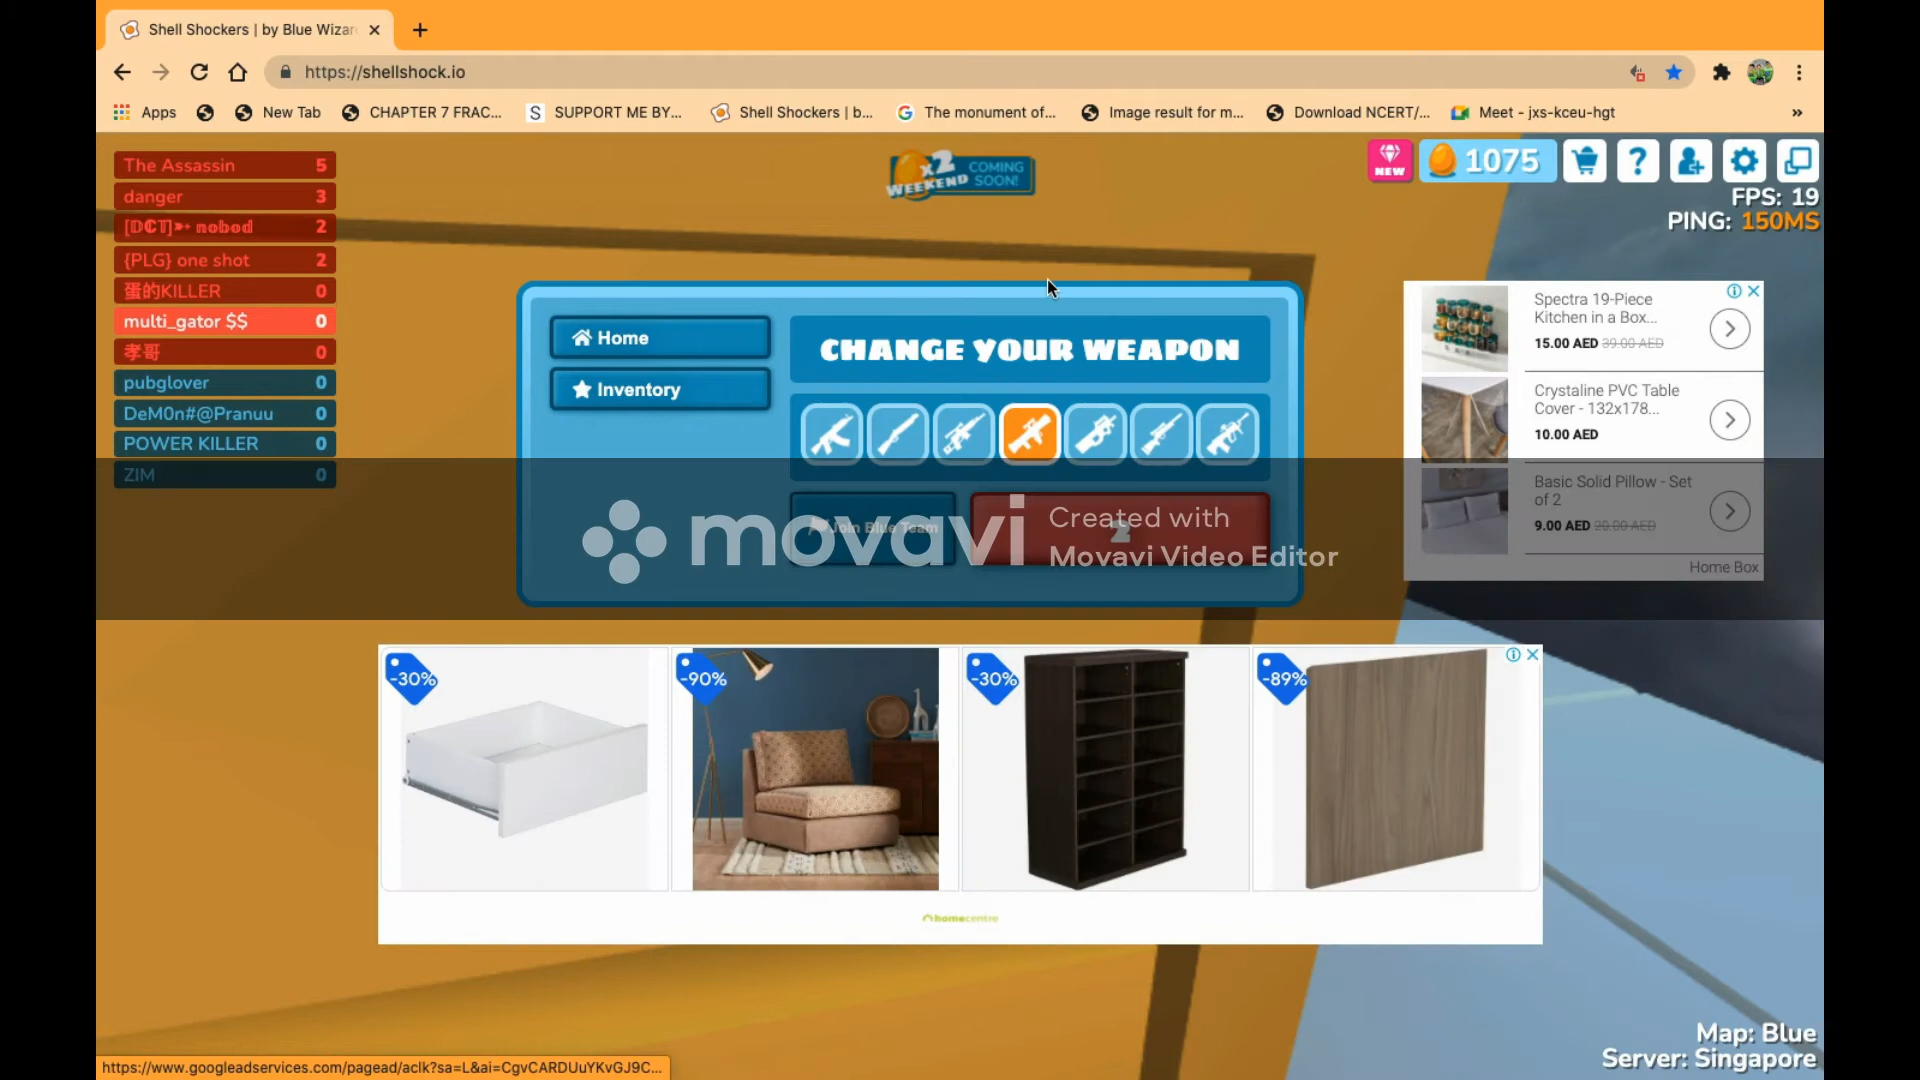 Shell Shockers | by Blue Wizar
https://shellshock.io
Apps
New Tab
CHAPTER 7 FRAC...
SUPPORT ME BY...
Shell Shockers | b...
The monument of...
Image result for m...
Download NCERT/...
Meet - jxs-kceu-hgt
»
The Assassin 5
danger 3
[𝔻ℂ𝕋]➳ 𝕟𝕠𝕓𝕠𝕕 2
{PLG} one shot 2
蛋的KILLER 0
multi_gator $$ 0
孝哥 0
pubglover 0
DeM0n#@Pranuu 0
POWER KILLER 0
ZIM 0
x2
WEEKEND
COMING
SOON!
NEW
1075
?
FPS: 19
PING: 150MS
Home
Inventory
CHANGE YOUR WEAPON
Join Blue Team
2
movavi
Created with
Movavi Video Editor
Spectra 19-Piece
Kitchen in a Box...
15.00 AED 39.00 AED
Crystaline PVC Table
Cover - 132x178...
10.00 AED
Basic Solid Pillow - Set
of 2
9.00 AED 20.00 AED
Home Box
-30%
-90%
-30%
-89%
homecentre
Map: Blue
Server: Singapore
https://www.googleadservices.com/pagead/aclk?sa=L&ai=CgvCARDUuYKvGJ9C...